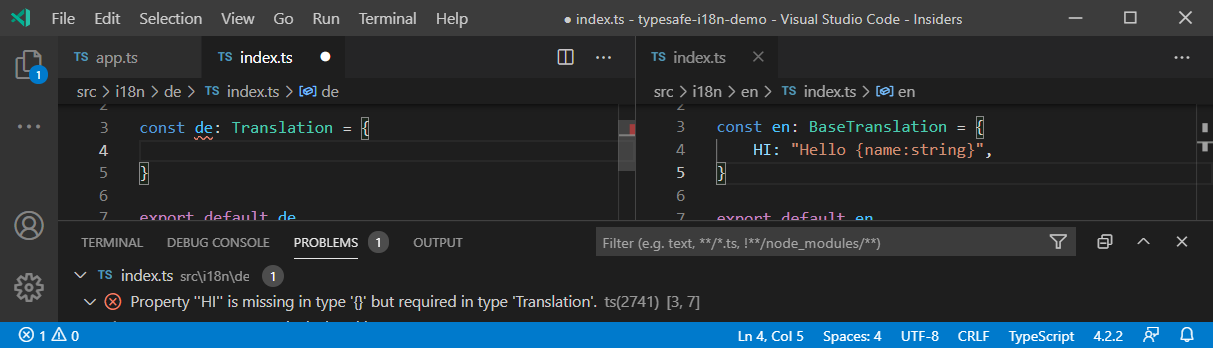 File Edit Selection View Go Run Terminal Help ● index.ts - typesafe-i18n-demo - Visual Studio Code - Insiders
TS app.ts TS index.ts ●
TS index.ts
src > i18n > de > TS index.ts > de
src > i18n > en > TS index.ts > en
2
3 const de: Translation = {
4
5 }
6
7 export default de
2
3 const en: BaseTranslation = {
4 HI: "Hello {name:string}",
5 }
6
7 export default en
1
TERMINAL DEBUG CONSOLE PROBLEMS 1 OUTPUT
Filter (e.g. text, **/*.ts, !**/node_modules/**)
TS index.ts src\i18n\de 1
Property '"HI"' is missing in type '{}' but required in type 'Translation'. ts(2741) [3, 7]
1 0 Ln 4, Col 5 Spaces: 4 UTF-8 CRLF TypeScript 4.2.2